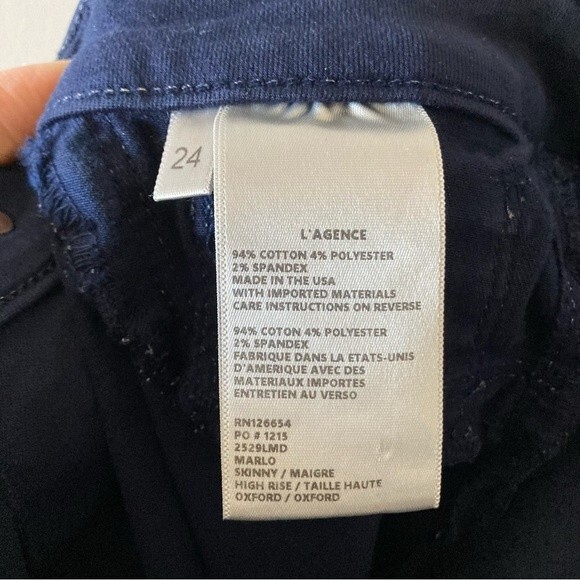 24
L'AGENCE
94% COTTON 4% POLYESTER
2% SPANDEX
MADE IN THE USA
WITH IMPORTED MATERIALS
CARE INSTRUCTIONS ON REVERSE
94% COTON 4% POLYESTER
2% SPANDEX
FABRIQUE DANS LA ETATS-UNIS
D'AMERIQUE AVEC DES
MATERIAUX IMPORTES
ENTRETIEN AU VERSO
RN126654
PO # 1215
2529LMD
MARLO
SKINNY / MAIGRE
HIGH RISE / TAILLE HAUTE
OXFORD / OXFORD